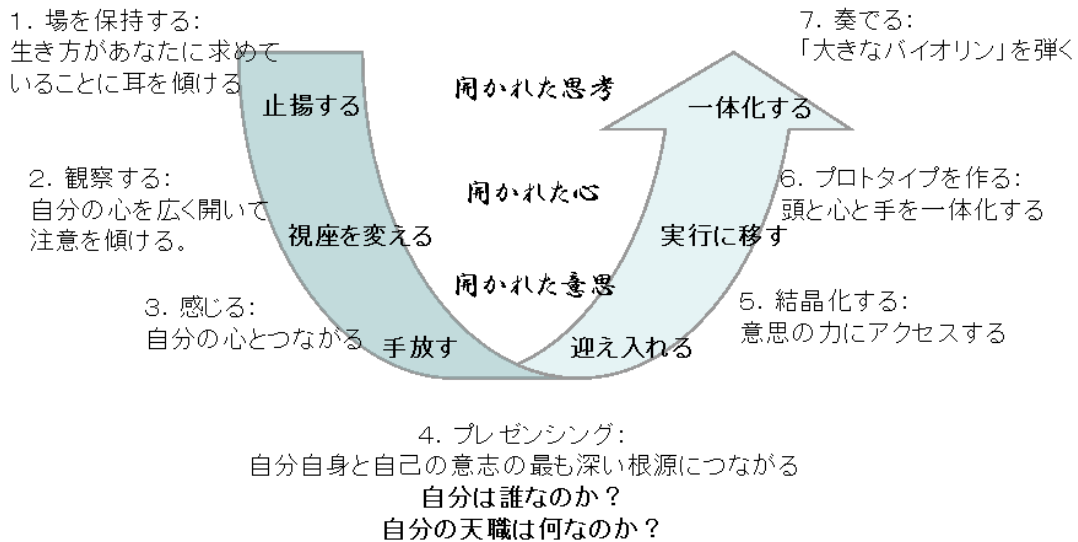 1. 場を保持する:
生き方があなたに求めて
いることに耳を傾ける
止揚する
2. 観察する:
自分の心を広く開いて
注意を傾ける。
視座を変える
3. 感じる:
自分の心とつながる
手放す
開かれた思考
開かれた心
開かれた意思
4. プレゼンシング:
自分自身と自己の意志の最も深い根源につながる
自分は誰なのか？
自分の天職は何なのか？
迎え入れる
5. 結晶化する:
意思の力にアクセスする
実行に移す
6. プロトタイプを作る:
頭と心と手を一体化する
一体化する
7. 奏でる:
「大きなバイオリン」を弾く